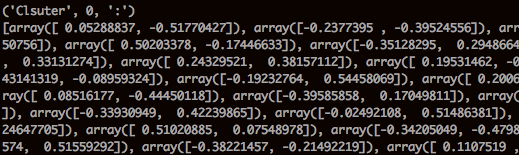 ('Clsuter', 0, ':')
[array([ 0.05288837, -0.51770427]), array([-0.2377395 , -0.39524556]), arra
50756]), array([ 0.50203378, -0.17446633]), array([-0.35128295,  0.2948664
,  0.33131274]), array([ 0.24329521,  0.38157112]), array([ 0.19531462, -0
43141319, -0.08959324]), array([-0.19232764,  0.54458069]), array([ 0.2006
ray([ 0.08516177, -0.44450118]), array([-0.39585858,  0.17049811]), array(
]), array([-0.33930949,  0.42239865]), array([-0.02492108,  0.51486381]),
24647705]), array([ 0.51020885,  0.07548978]), array([-0.34205049, -0.4798
574,  0.51559292]), array([-0.38221457, -0.21492219]), array([ 0.1107519 ,